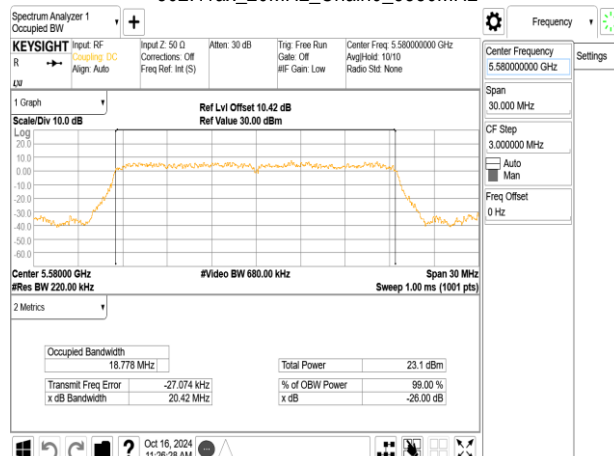 Spectrum Analyzer 1
Occupied BW
Frequency
KEYSIGHT
R
LXI
Input: RF
Coupling: DC
Align: Auto
Input Z: 50 Ω
Corrections: Off
Freq Ref: Int (S)
Atten: 30 dB
Trig: Free Run
Gate: Off
#IF Gain: Low
Center Freq: 5.580000000 GHz
Avg|Hold: 10/10
Radio Std: None
Center Frequency
5.580000000 GHz
Settings
Span
30.000 MHz
CF Step
3.000000 MHz
Auto
Man
Freq Offset
0 Hz
1 Graph
Scale/Div 10.0 dB
Ref Lvl Offset 10.42 dB
Ref Value 30.00 dBm
Log
20.0
10.0
0.00
-10.0
-20.0
-30.0
-40.0
-50.0
-60.0
Center 5.58000 GHz
#Res BW 220.00 kHz
#Video BW 680.00 kHz
Span 30 MHz
Sweep 1.00 ms (1001 pts)
2 Metrics
Occupied Bandwidth
18.778 MHz
Total Power 23.1 dBm
Transmit Freq Error -27.074 kHz
% of OBW Power 99.00 %
x dB Bandwidth 20.42 MHz
x dB -26.00 dB
?
Oct 16, 2024
11:26:28 AM